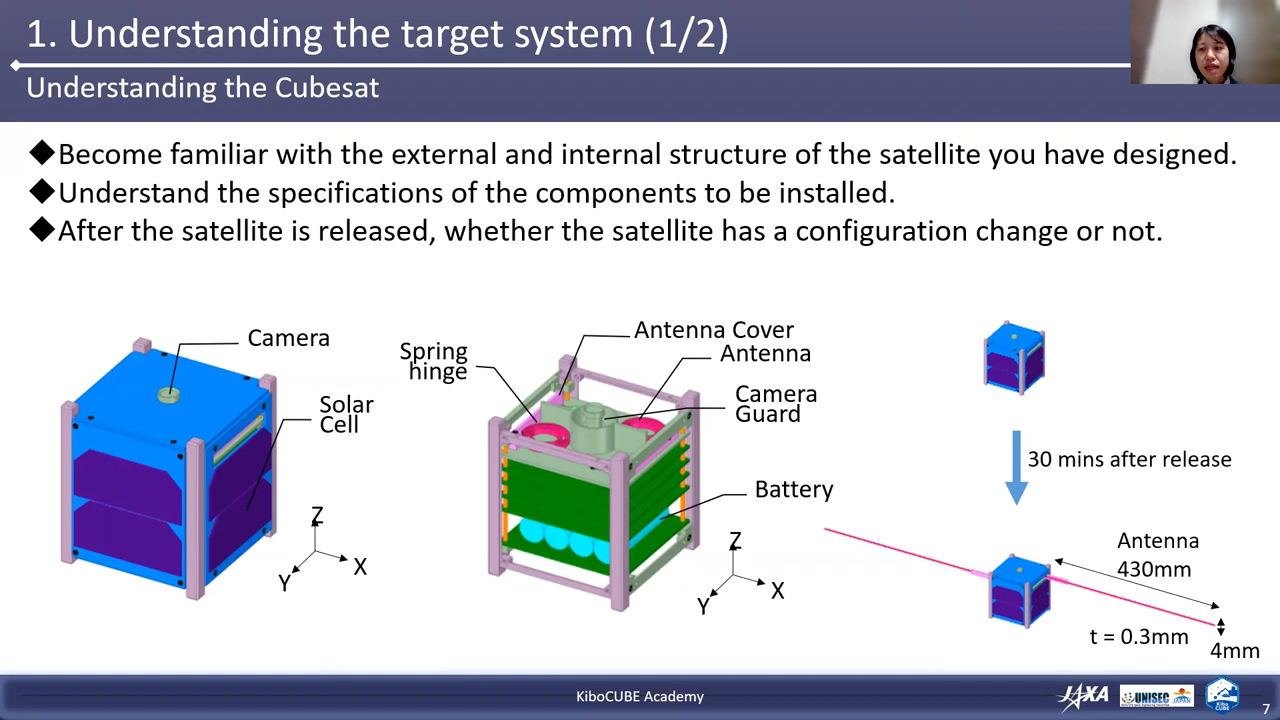 1. Understanding the target system (1/2)
Understanding the Cubesat
◆Become familiar with the external and internal structure of the satellite you have designed.
◆Understand the specifications of the components to be installed.
◆After the satellite is released, whether the satellite has a configuration change or not.
Camera
Solar
Cell
Z
X
Y
Spring
hinge
Antenna Cover
Antenna
Camera
Guard
Battery
Z
X
Y
30 mins after release
Antenna
430mm
t = 0.3mm
4mm
KiboCUBE Academy
JAXA
UNISEC
Kibo
CUBE
7